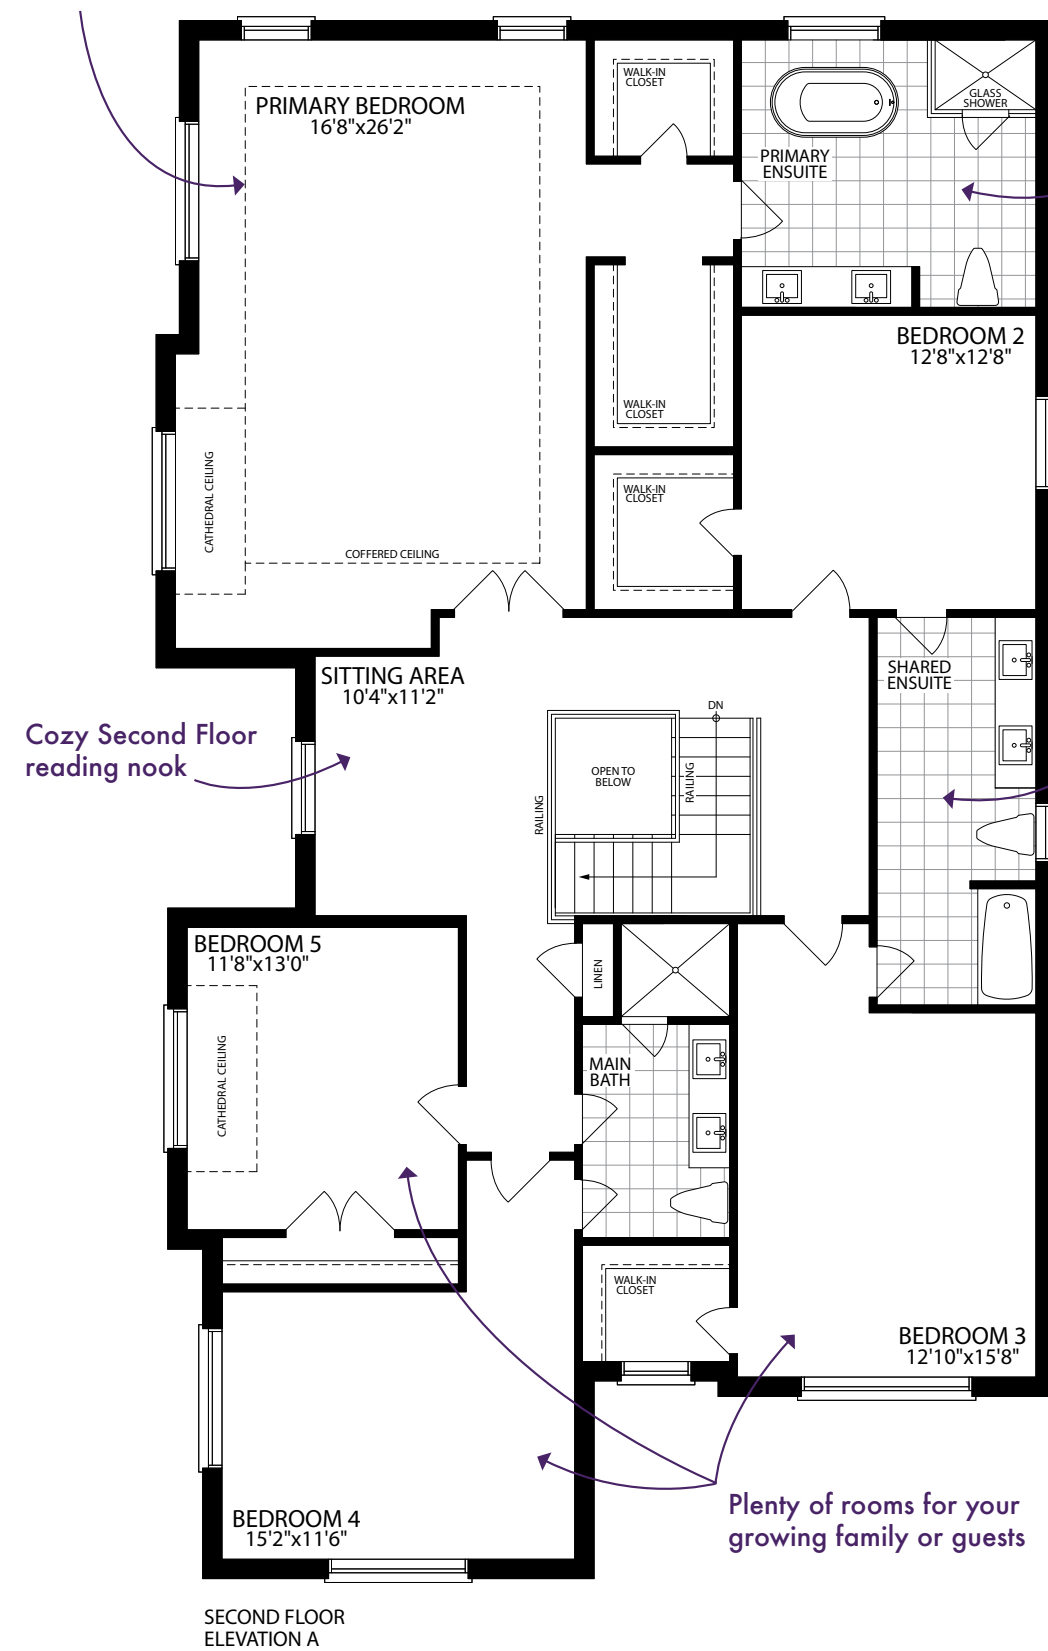 WALK-IN
CLOSET
PRIMARY BEDROOM
16'8"x26'2"
GLASS
SHOWER
PRIMARY
ENSUITE
BEDROOM 2
12'8"x12'8"
WALK-IN
CLOSET
CATHEDRAL CEILING
WALK-IN
CLOSET
COFFERED CEILING
SITTING AREA
10'4"x11'2"
SHARED
ENSUITE
DN
Cozy Second Floor
reading nook
OPEN TO
BELOW
RAILING
RAILING
BEDROOM 5
11'8"x13'0"
LINEN
CATHEDRAL CEILING
MAIN
BATH
WALK-IN
CLOSET
BEDROOM 3
12'10"x15'8"
BEDROOM 4
15'2"x11'6"
Plenty of rooms for your
growing family or guests
SECOND FLOOR
ELEVATION A